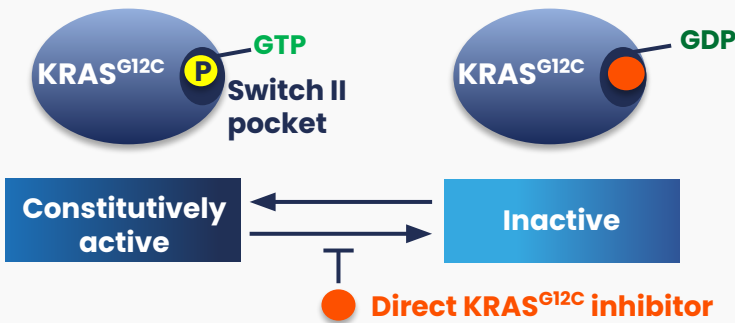 GTP
KRASG12C
P
Switch II
pocket
GDP
KRASG12C
Constitutively
active
Inactive
Direct KRASG12C inhibitor